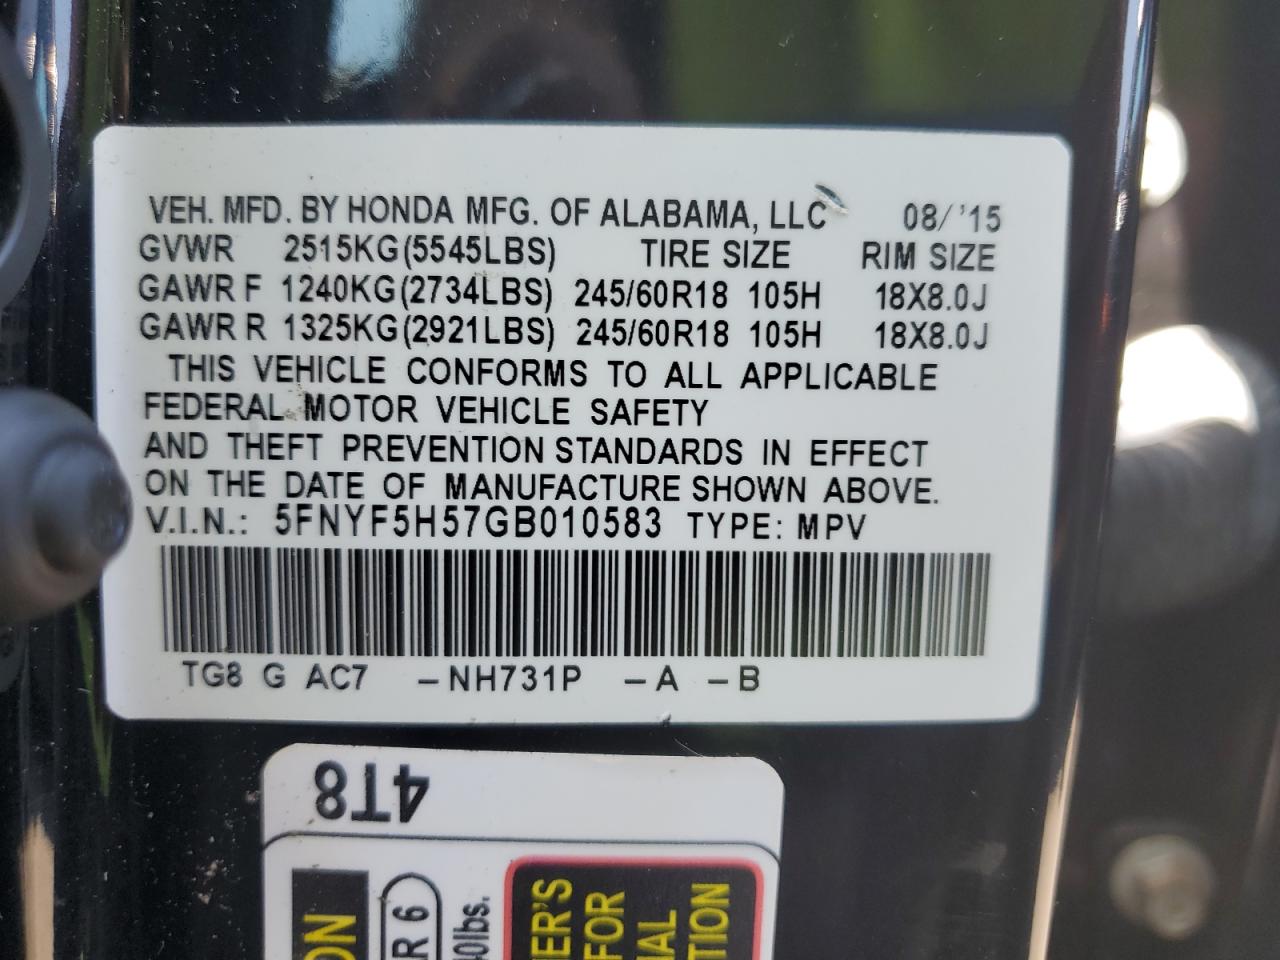 VEH. MFD. BY HONDA MFG. OF ALABAMA, LLC 08/ '15
GVWR 2515KG(5545LBS) TIRE SIZE RIM SIZE
GAWR F 1240KG(2734LBS) 245/60R18 105H 18X8.0J
GAWR R 1325KG(2921LBS) 245/60R18 105H 18X8.0J
THIS VEHICLE CONFORMS TO ALL APPLICABLE
FEDERAL MOTOR VEHICLE SAFETY
AND THEFT PREVENTION STANDARDS IN EFFECT
ON THE DATE OF MANUFACTURE SHOWN ABOVE.
V.I.N.: 5FNYF5H57GB010583 TYPE: MPV
TG8 G AC7 -NH731P -A -B
4T8
R 6
FOR